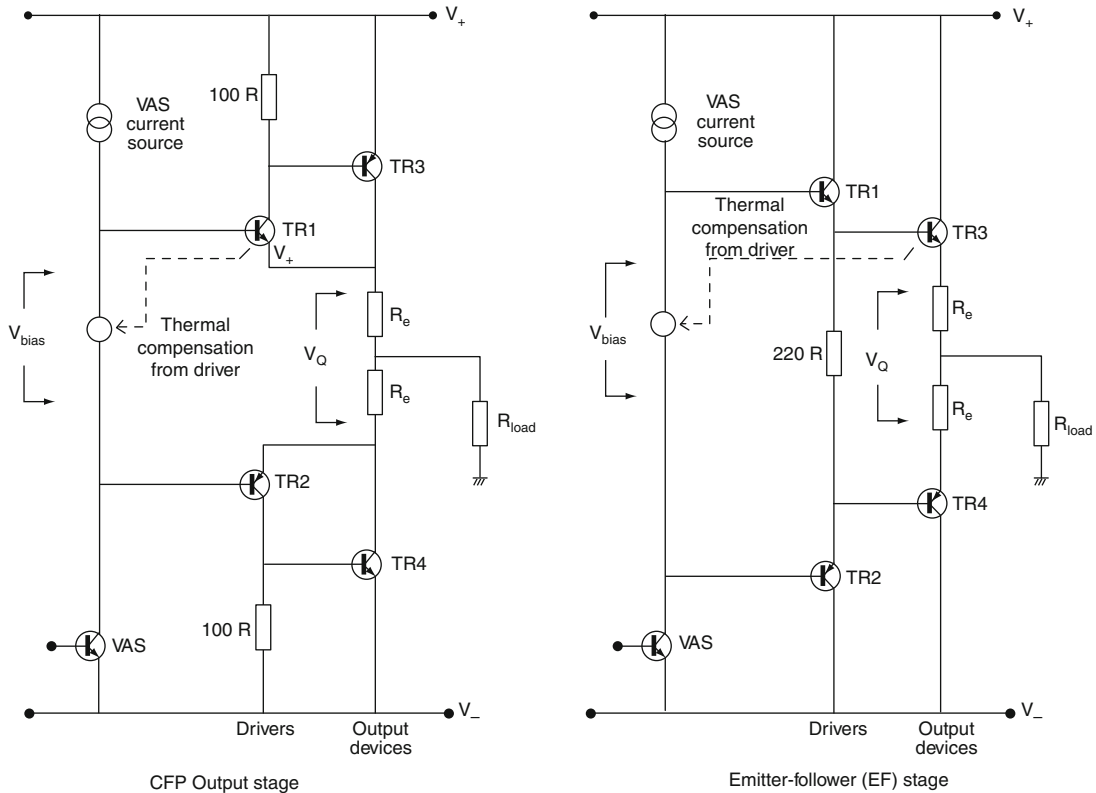 V+
100 R
VAS
current
source
TR3
TR1
V+
Vbias
Thermal
compensation
from driver
VQ
Re
Re
Rload
TR2
TR4
100 R
VAS
V–
Drivers
Output
devices
CFP Output stage
V+
VAS
current
source
TR1
Thermal
compensation
from driver
TR3
Vbias
220 R
VQ
Re
Re
Rload
TR4
TR2
VAS
V–
Drivers
Output
devices
Emitter-follower (EF) stage